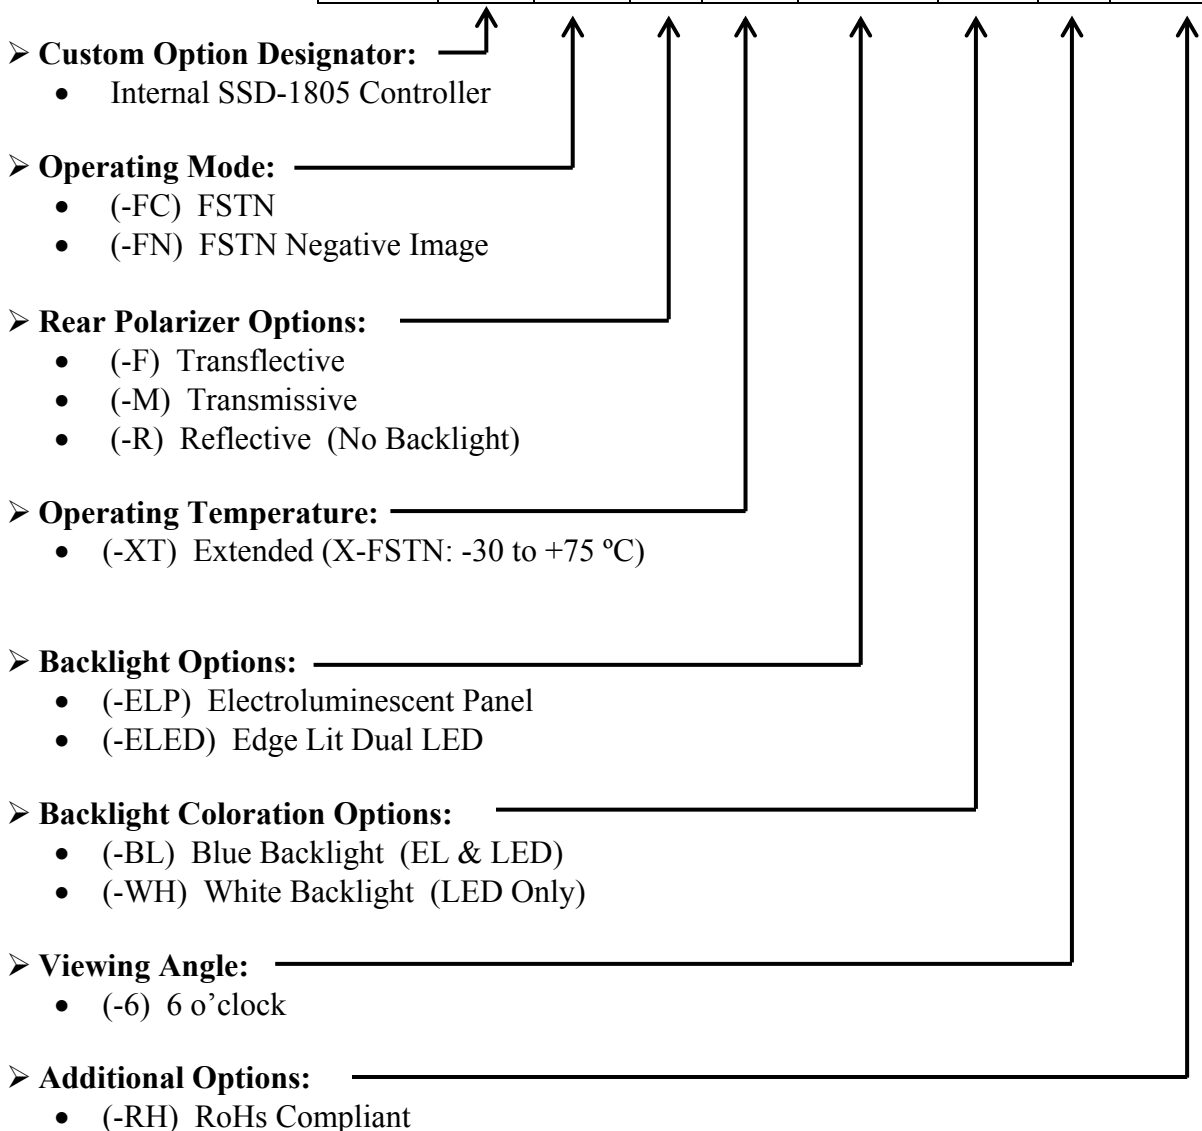 ➢ Custom Option Designator:
• Internal SSD-1805 Controller
➢ Operating Mode:
• (-FC) FSTN
• (-FN) FSTN Negative Image
➢ Rear Polarizer Options:
• (-F) Transflective
• (-M) Transmissive
• (-R) Reflective (No Backlight)
➢ Operating Temperature:
• (-XT) Extended (X-FSTN: -30 to +75 ºC)
➢ Backlight Options:
• (-ELP) Electroluminescent Panel
• (-ELED) Edge Lit Dual LED
➢ Backlight Coloration Options:
• (-BL) Blue Backlight (EL & LED)
• (-WH) White Backlight (LED Only)
➢ Viewing Angle:
• (-6) 6 o’clock
➢ Additional Options:
• (-RH) RoHs Compliant